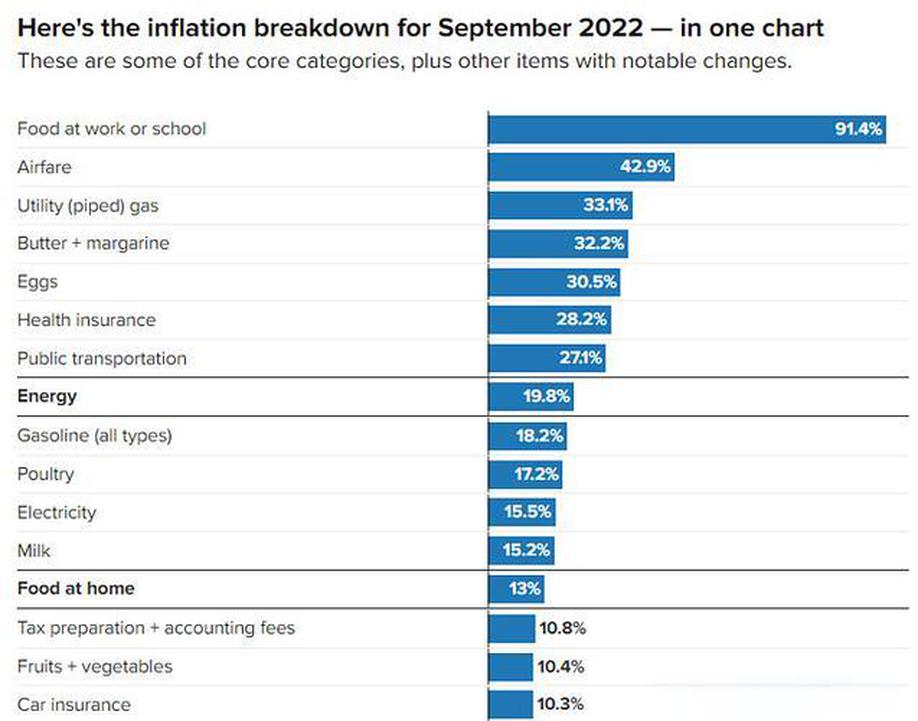 Here's the inflation breakdown for September 2022 — in one chart
These are some of the core categories, plus other items with notable changes.
Food at work or school 91.4%
Airfare 42.9%
Utility (piped) gas 33.1%
Butter + margarine 32.2%
Eggs 30.5%
Health insurance 28.2%
Public transportation 27.1%
Energy 19.8%
Gasoline (all types) 18.2%
Poultry 17.2%
Electricity 15.5%
Milk 15.2%
Food at home 13%
Tax preparation + accounting fees 10.8%
Fruits + vegetables 10.4%
Car insurance 10.3%